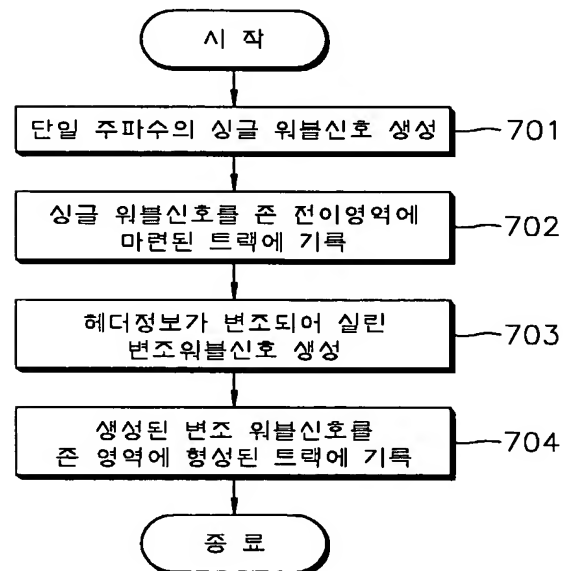 시 작
단일 주파수의 싱글 워블신호 생성
701
싱글 워블신호를 존 전이영역에
마련된 트랙에 기록
702
헤더정보가 변조되어 실린
변조워블신호 생성
703
생성된 변조 워블신호를
존 영역에 형성된 트랙에 기록
704
종 료